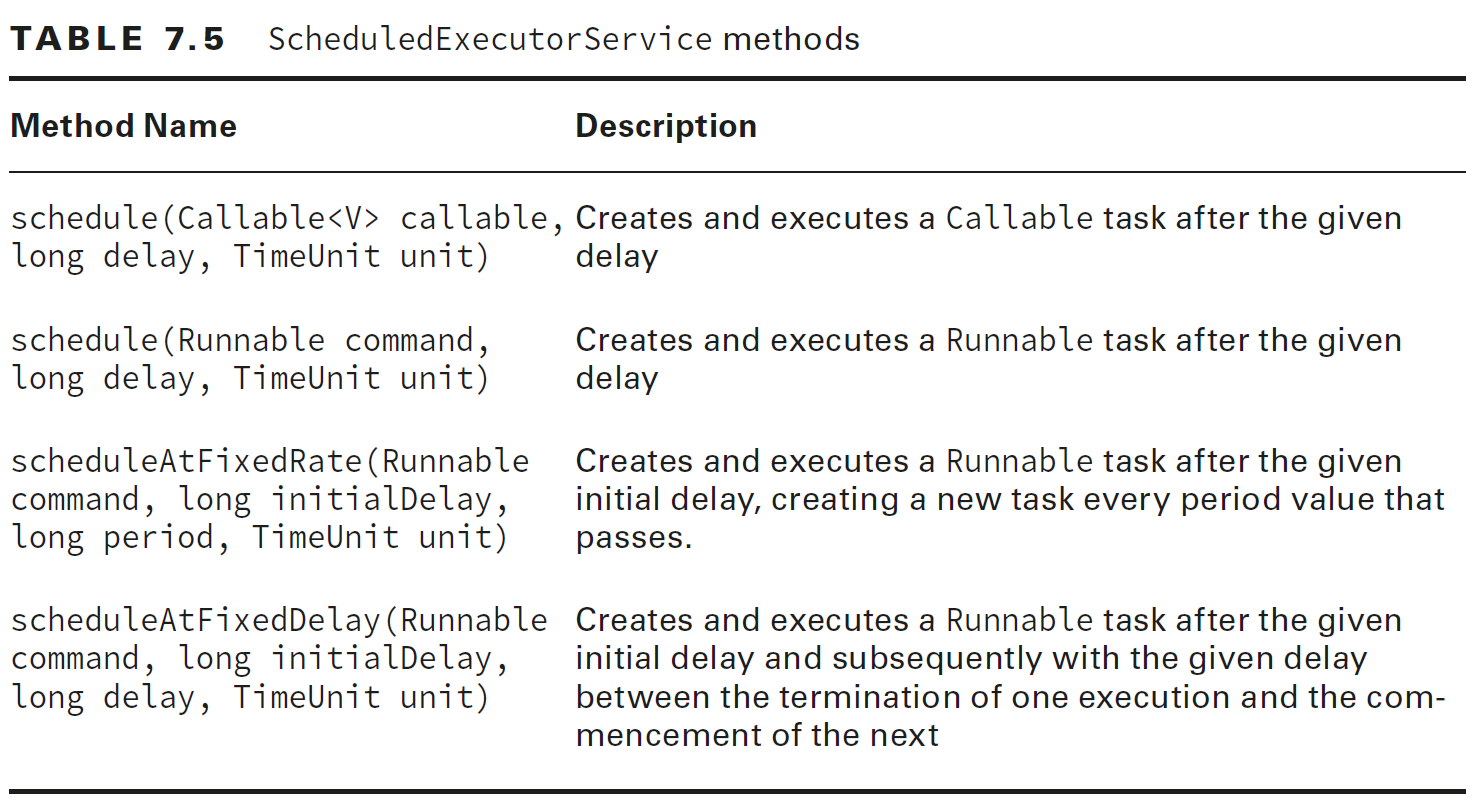 TABLE 7.5 ScheduledExecutorService methods
Method Name Description
schedule(Callable<V> callable, Creates and executes a Callable task after the given
long delay, TimeUnit unit) delay
schedule(Runnable command, Creates and executes a Runnable task after the given
long delay, TimeUnit unit) delay
scheduleAtFixedRate(Runnable Creates and executes a Runnable task after the given
command, long initialDelay, initial delay, creating a new task every period value that
long period, TimeUnit unit) passes.
scheduleAtFixedDelay(Runnable Creates and executes a Runnable task after the given
command, long initialDelay, initial delay and subsequently with the given delay
long delay, TimeUnit unit) between the termination of one execution and the com-
mencement of the next